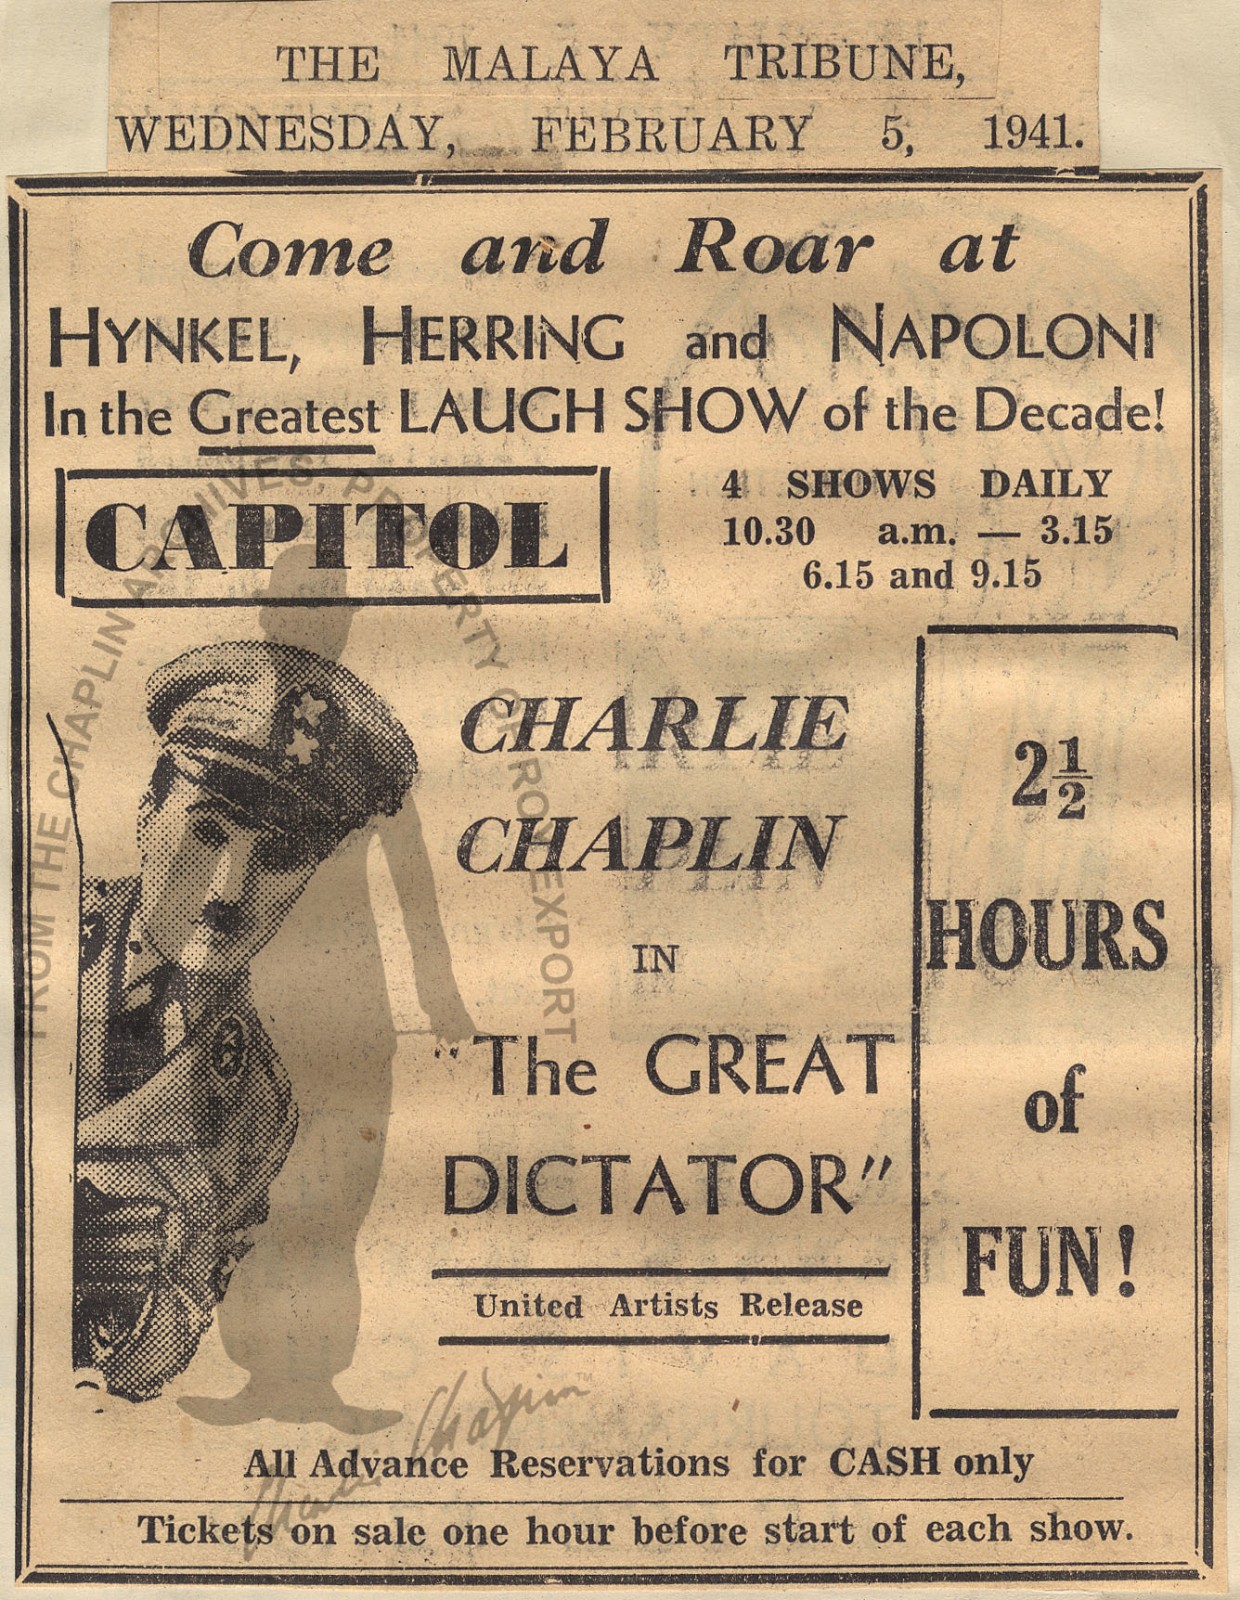 THE MALAYA TRIBUNE,
WEDNESDAY, FEBRUARY 5, 1941.
Come and Roar at
HYNKEL, HERRING and NAPOLONI
In the Greatest LAUGH SHOW of the Decade!
CAPITOL
4 SHOWS DAILY
10.30 a.m. — 3.15
6.15 and 9.15
CHARLIE
CHAPLIN
IN
"The GREAT
DICTATOR"
United Artists Release
2½
HOURS
of
FUN!
All Advance Reservations for CASH only
Tickets on sale one hour before start of each show.
FROM THE CHAPLIN ARCHIVES, PROPERTY OF ROY EXPORT
Charlie Chaplin